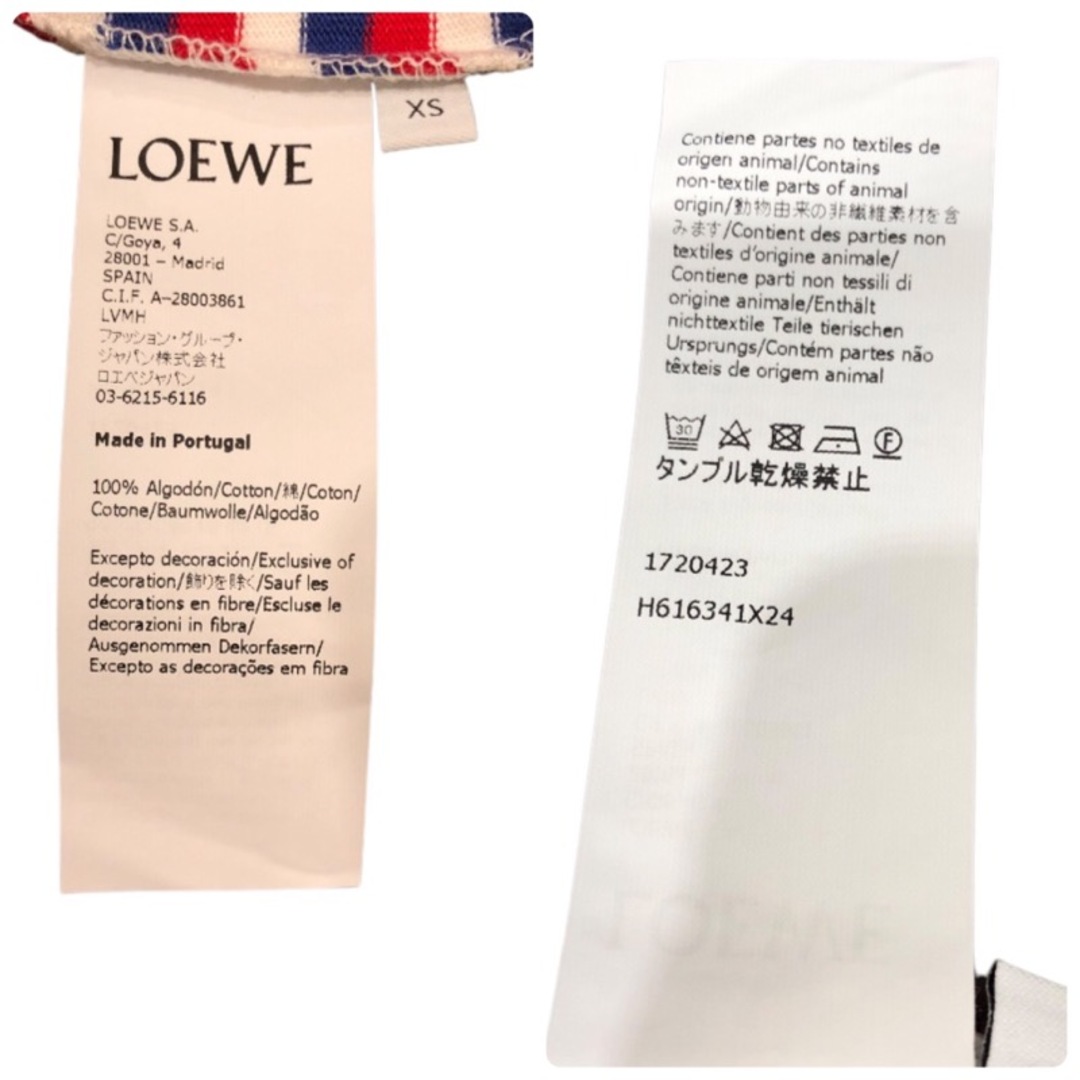 XS
LOEWE
LOEWE S.A.
C/Goya, 4
28001 – Madrid
SPAIN
C.I.F. A–28003861
LVMH
ファッション・グループ・
ジャパン株式会社
ロエベジャパン
03-6215-6116
Made in Portugal
100% Algodón/Cotton/綿/Coton/
Cotone/Baumwolle/Algodão
Excepto decoración/Exclusive of
decoration/飾りを除く/Sauf les
décorations en fibre/Escluse le
decorazioni in fibra/
Ausgenommen Dekorfasern/
Excepto as decorações em fibra
Contiene partes no textiles de
origen animal/Contains
non-textile parts of animal
origin/動物由来の非繊維素材を含
みます/Contient des parties non
textiles d'origine animale/
Contiene parti non tessili di
origine animale/Enthält
nichttextile Teile tierischen
Ursprungs/Contém partes não
têxteis de origem animal
30 F
タンブル乾燥禁止
1720423
H616341X24
LOEWE